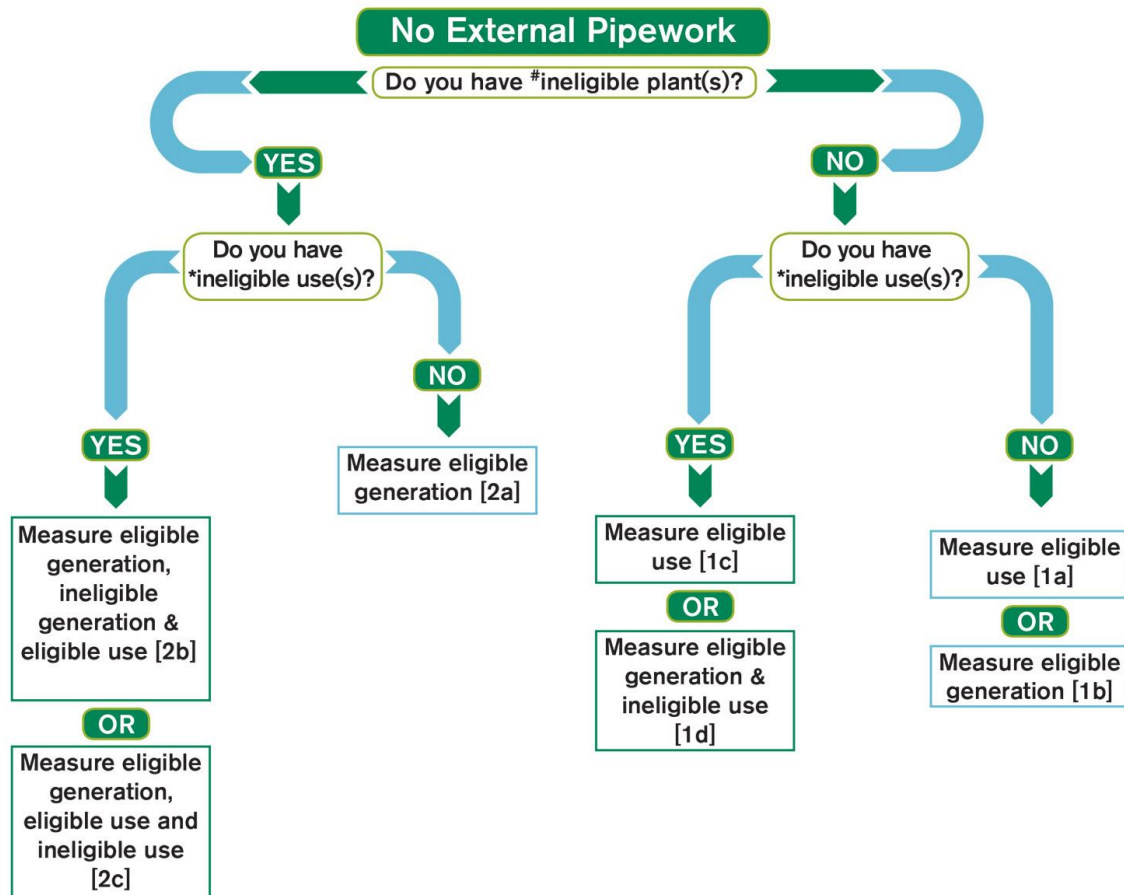 No External Pipework
Do you have #ineligible plant(s)?
YES
NO
Do you have
*ineligible use(s)?
Do you have
*ineligible use(s)?
NO
YES
YES
NO
Measure eligible
generation [2a]
Measure eligible
generation,
ineligible
generation &
eligible use [2b]
OR
Measure eligible
generation,
eligible use and
ineligible use
[2c]
Measure eligible
use [1c]
OR
Measure eligible
generation &
ineligible use
[1d]
Measure eligible
use [1a]
OR
Measure eligible
generation [1b]